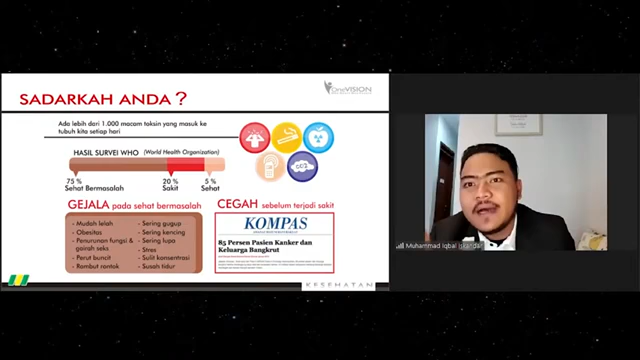 OneVISION
SADARKAH ANDA?
Ada lebih dari 1.000 macam toksin yang masuk ke
tubuh kita setiap hari
HASIL SURVEI WHO (World Health Organization)
75 %
Sehat Bermasalah
20 %
Sakit
5 %
Sehat
CO2
GEJALA pada sehat bermasalah
- Mudah lelah
- Obesitas
- Penurunan fungsi &
gairah seks
- Perut buncit
- Rambut rontok
- Sering gugup
- Sering kencing
- Sering lupa
- Stres
- Sulit konsentrasi
- Susah tidur
CEGAH sebelum terjadi sakit
KOMPAS
85 Persen Pasien Kanker dan
Keluarga Bangkrut
KESEHATAN
Muhammad Iqbal Iskandar